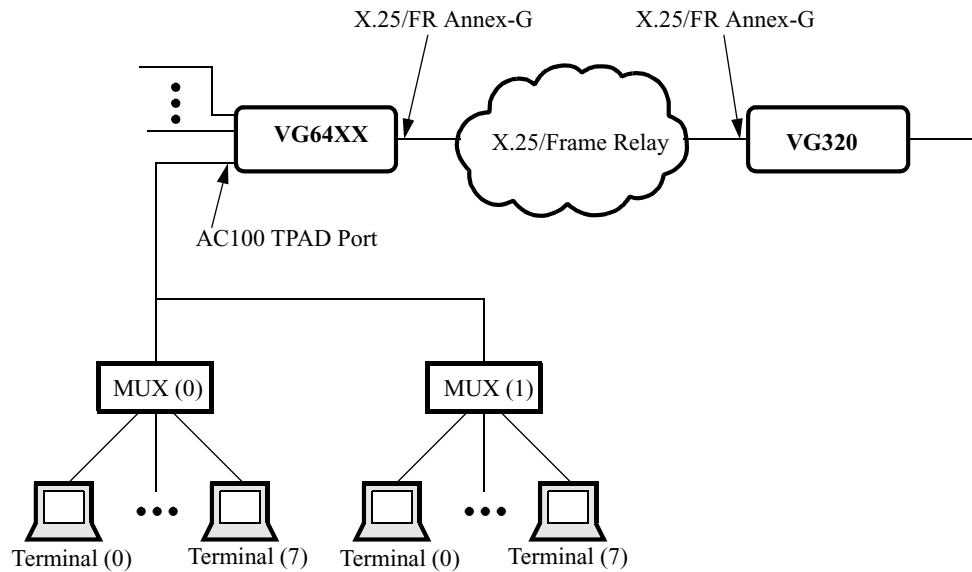 X.25/FR Annex-G
X.25/FR Annex-G
VG64XX
X.25/Frame Relay
VG320
AC100 TPAD Port
MUX (0)
MUX (1)
Terminal (0)
Terminal (7)
Terminal (0)
Terminal (7)